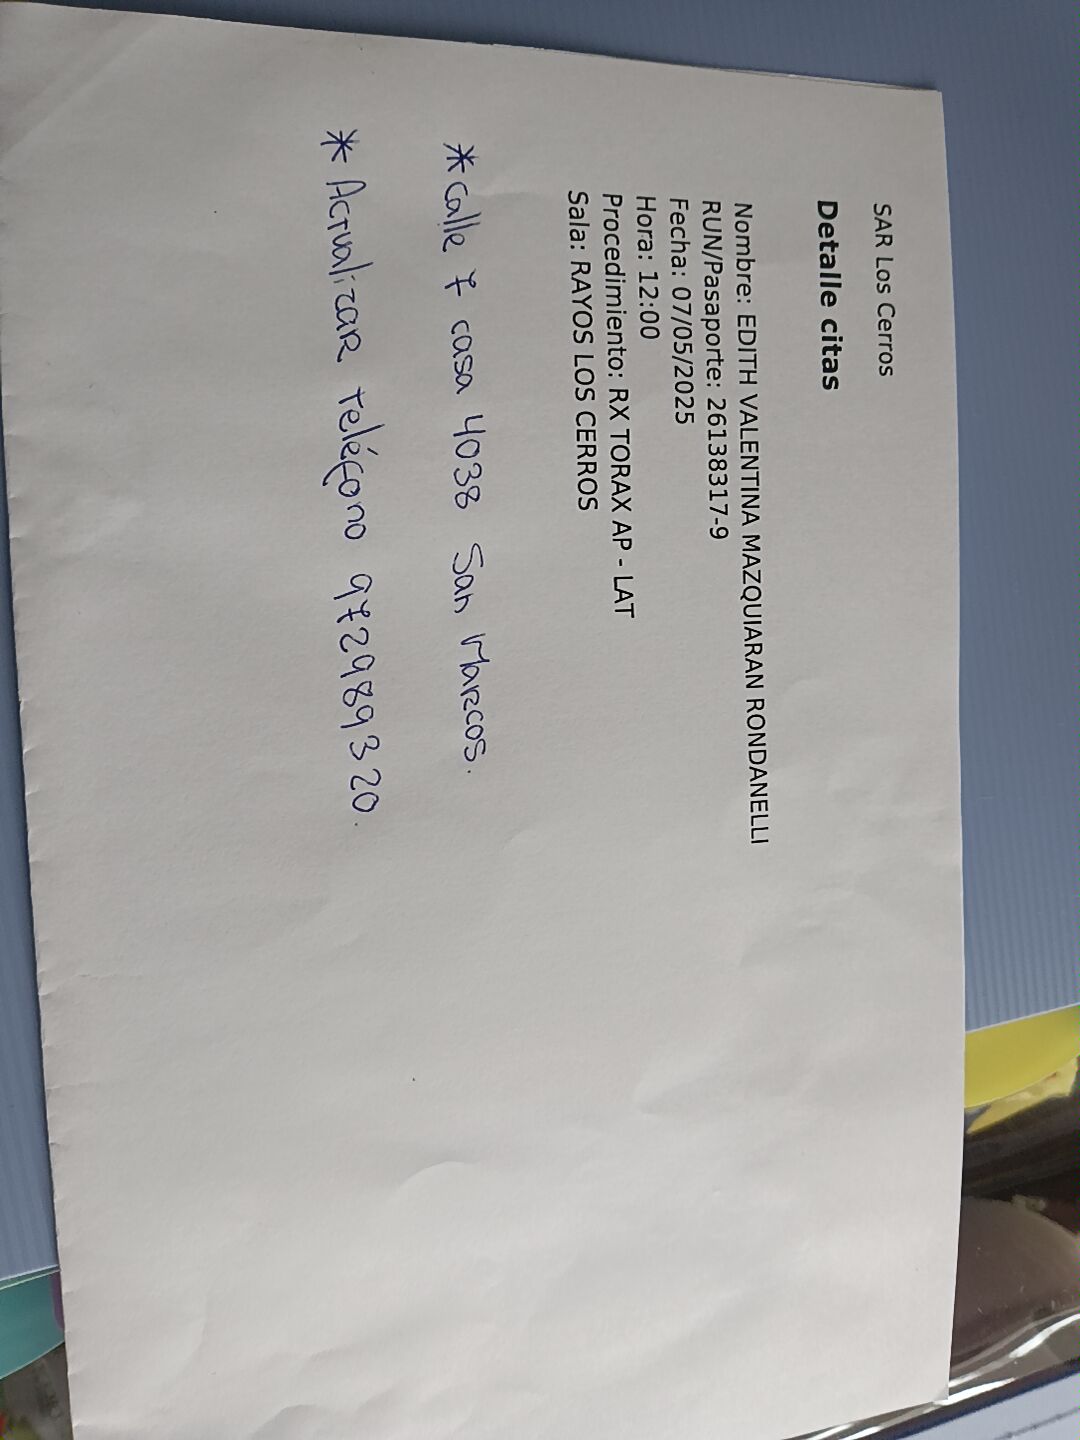 SAR Los Cerros
Detalle citas
Nombre: EDITH VALENTINA MAZQUIARAN RONDANELLI
RUN/Pasaporte: 26138317-9
Fecha: 07/05/2025
Hora: 12:00
Procedimiento: RX TORAX AP - LAT
Sala: RAYOS LOS CERROS
* Calle 7 casa 4038 San Marcos.
* Actualizar teléfono 972989320.